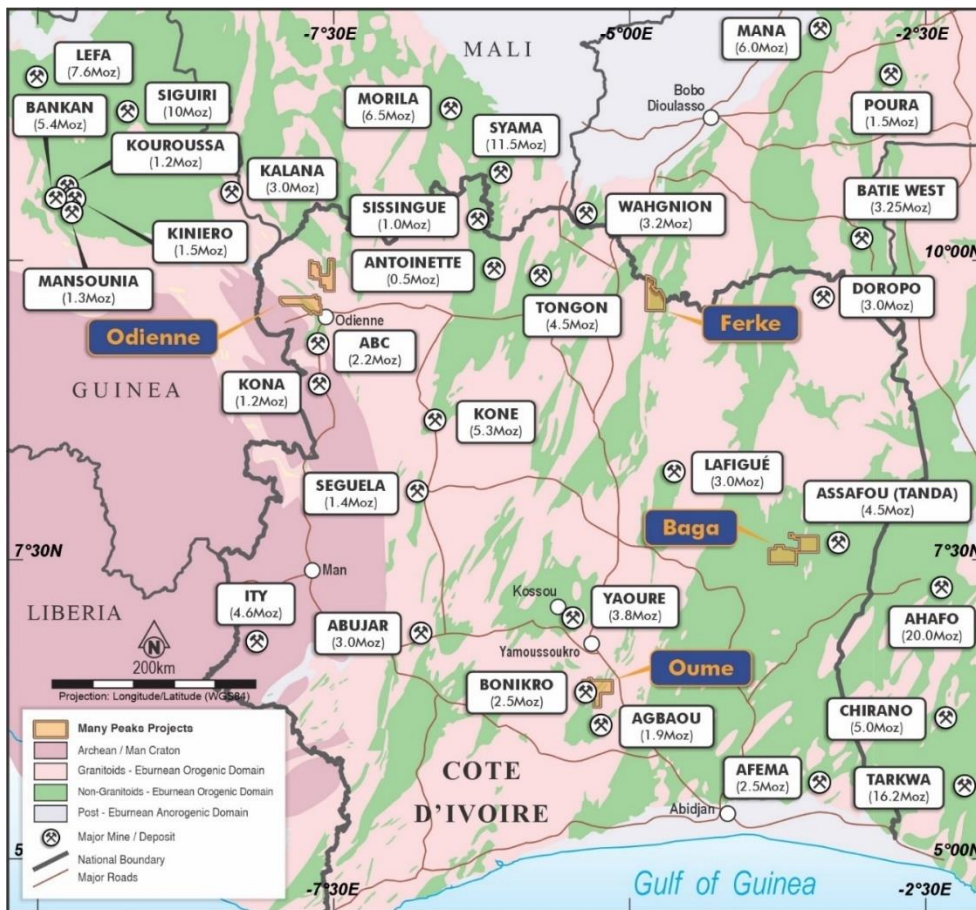 -7°30E
-5°00E
-2°30E
MALI
MANA
(6.0Moz)
LEFA
(7.6Moz)
BANKAN
(5.4Moz)
SIGUIRI
(10Moz)
MORILA
(6.5Moz)
Bobo
Dioulasso
POURA
(1.5Moz)
KOUROUSSA
(1.2Moz)
SYAMA
(11.5Moz)
KALANA
(3.0Moz)
SISSINGUE
(1.0Moz)
WAHGNION
(3.2Moz)
BATIE WEST
(3.25Moz)
KINIERO
(1.5Moz)
ANTOINETTE
(0.5Moz)
10°00N
MANSOUNIA
(1.3Moz)
TONGON
(4.5Moz)
DOROPO
(3.0Moz)
Odienne
Odienne
Ferke
ABC
(2.2Moz)
GUINEA
KONA
(1.2Moz)
KONE
(5.3Moz)
LAFIGUÉ
(3.0Moz)
SEGUELA
(1.4Moz)
ASSAFOU (TANDA)
(4.5Moz)
Baga
7°30N
7°30N
Man
LIBERIA
ITY
(4.6Moz)
Kossou
YAOURE
(3.8Moz)
AHAFO
(20.0Moz)
ABUJAR
(3.0Moz)
Yamoussoukro
N
200km
Projection: Longitude/Latitude (WGS84)
Oume
BONIKRO
(2.5Moz)
AGBAOU
(1.9Moz)
CHIRANO
(5.0Moz)
COTE
D'IVOIRE
AFEMA
(2.5Moz)
TARKWA
(16.2Moz)
Abidjan
Many Peaks Projects
Archean / Man Craton
Granitoids - Eburnean Orogenic Domain
Non-Granitoids - Eburnean Orogenic Domain
Post - Eburnean Anorogenic Domain
Major Mine / Deposit
National Boundary
Major Roads
5°00N
-7°30E
Gulf of Guinea
-2°30E